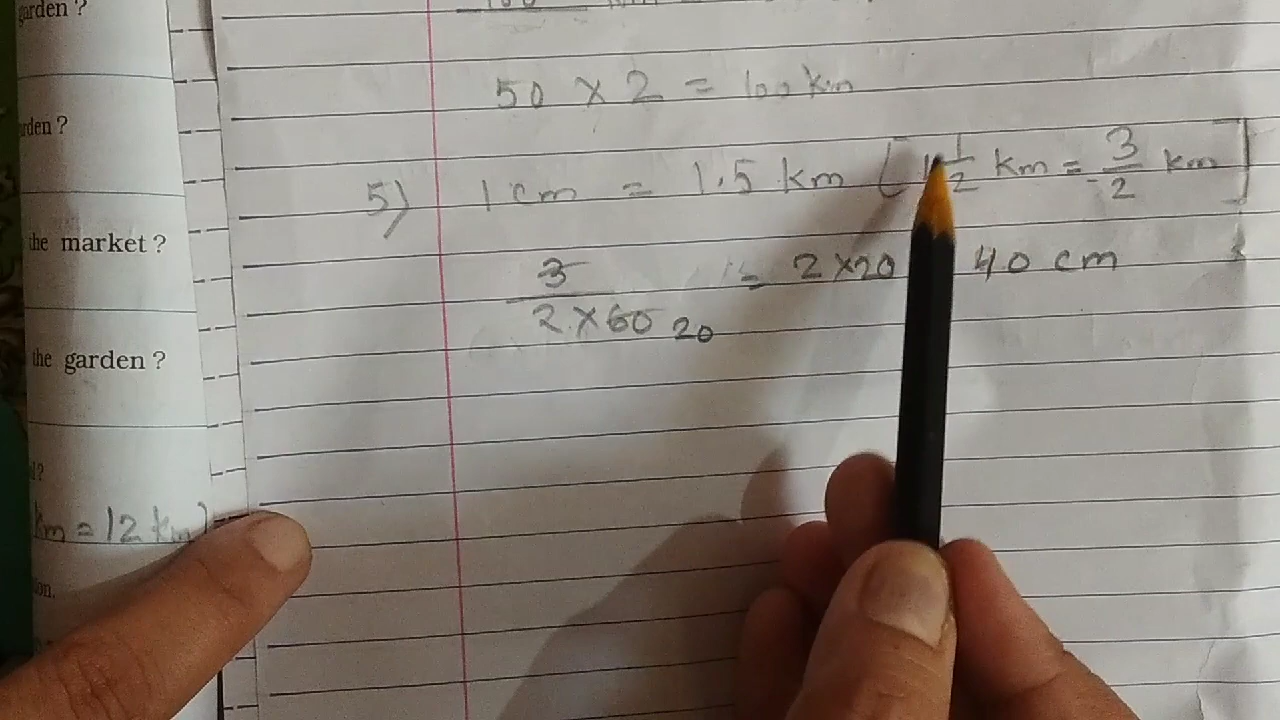 garden ?
rden ?
the market ?
the garden ?
d?
km = 12 km]
on.
50 × 2 = 100 km
5) 1 cm = 1.5 km [1 1/2 km = 3/2 km]
3
2 × 60 20
= 2 × 20 40 cm